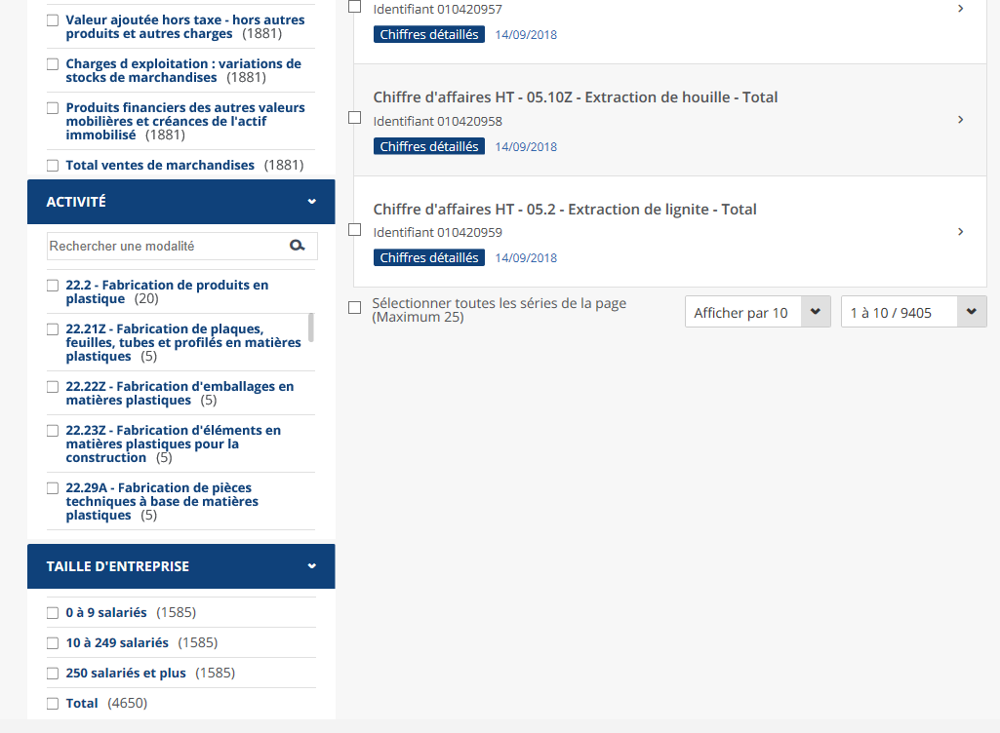 Valeur ajoutée hors taxe - hors autres
produits et autres charges (1881)
Charges d exploitation : variations de
stocks de marchandises (1881)
Produits financiers des autres valeurs
mobilières et créances de l'actif
immobilisé (1881)
Total ventes de marchandises (1881)
ACTIVITÉ
Rechercher une modalité
22.2 - Fabrication de produits en
plastique (20)
22.21Z - Fabrication de plaques,
feuilles, tubes et profilés en matières
plastiques (5)
22.22Z - Fabrication d'emballages en
matières plastiques (5)
22.23Z - Fabrication d'éléments en
matières plastiques pour la
construction (5)
22.29A - Fabrication de pièces
techniques à base de matières
plastiques (5)
TAILLE D'ENTREPRISE
0 à 9 salariés (1585)
10 à 249 salariés (1585)
250 salariés et plus (1585)
Total (4650)
Identifiant 010420957
Chiffres détaillés 14/09/2018
Chiffre d'affaires HT - 05.10Z - Extraction de houille - Total
Identifiant 010420958
Chiffres détaillés 14/09/2018
Chiffre d'affaires HT - 05.2 - Extraction de lignite - Total
Identifiant 010420959
Chiffres détaillés 14/09/2018
Sélectionner toutes les séries de la page
(Maximum 25)
Afficher par 10
1 à 10 / 9405